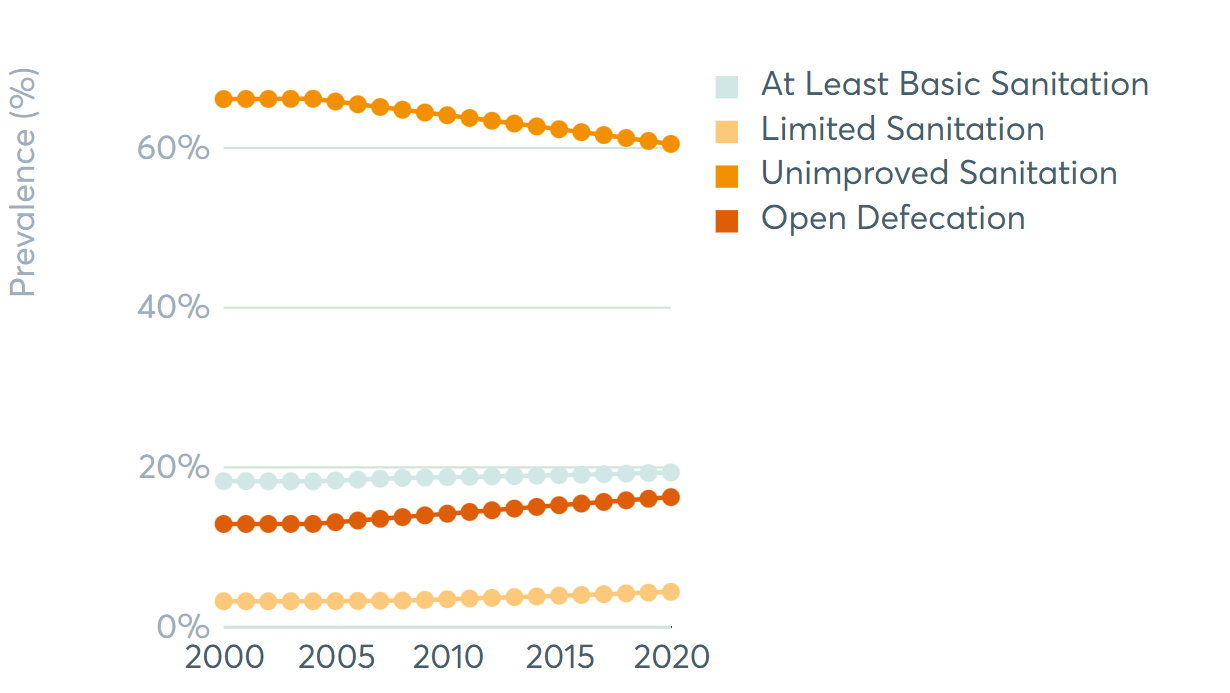 Prevalence (%)
60%
40%
20%
0%
2000 2005 2010 2015 2020
At Least Basic Sanitation
Limited Sanitation
Unimproved Sanitation
Open Defecation